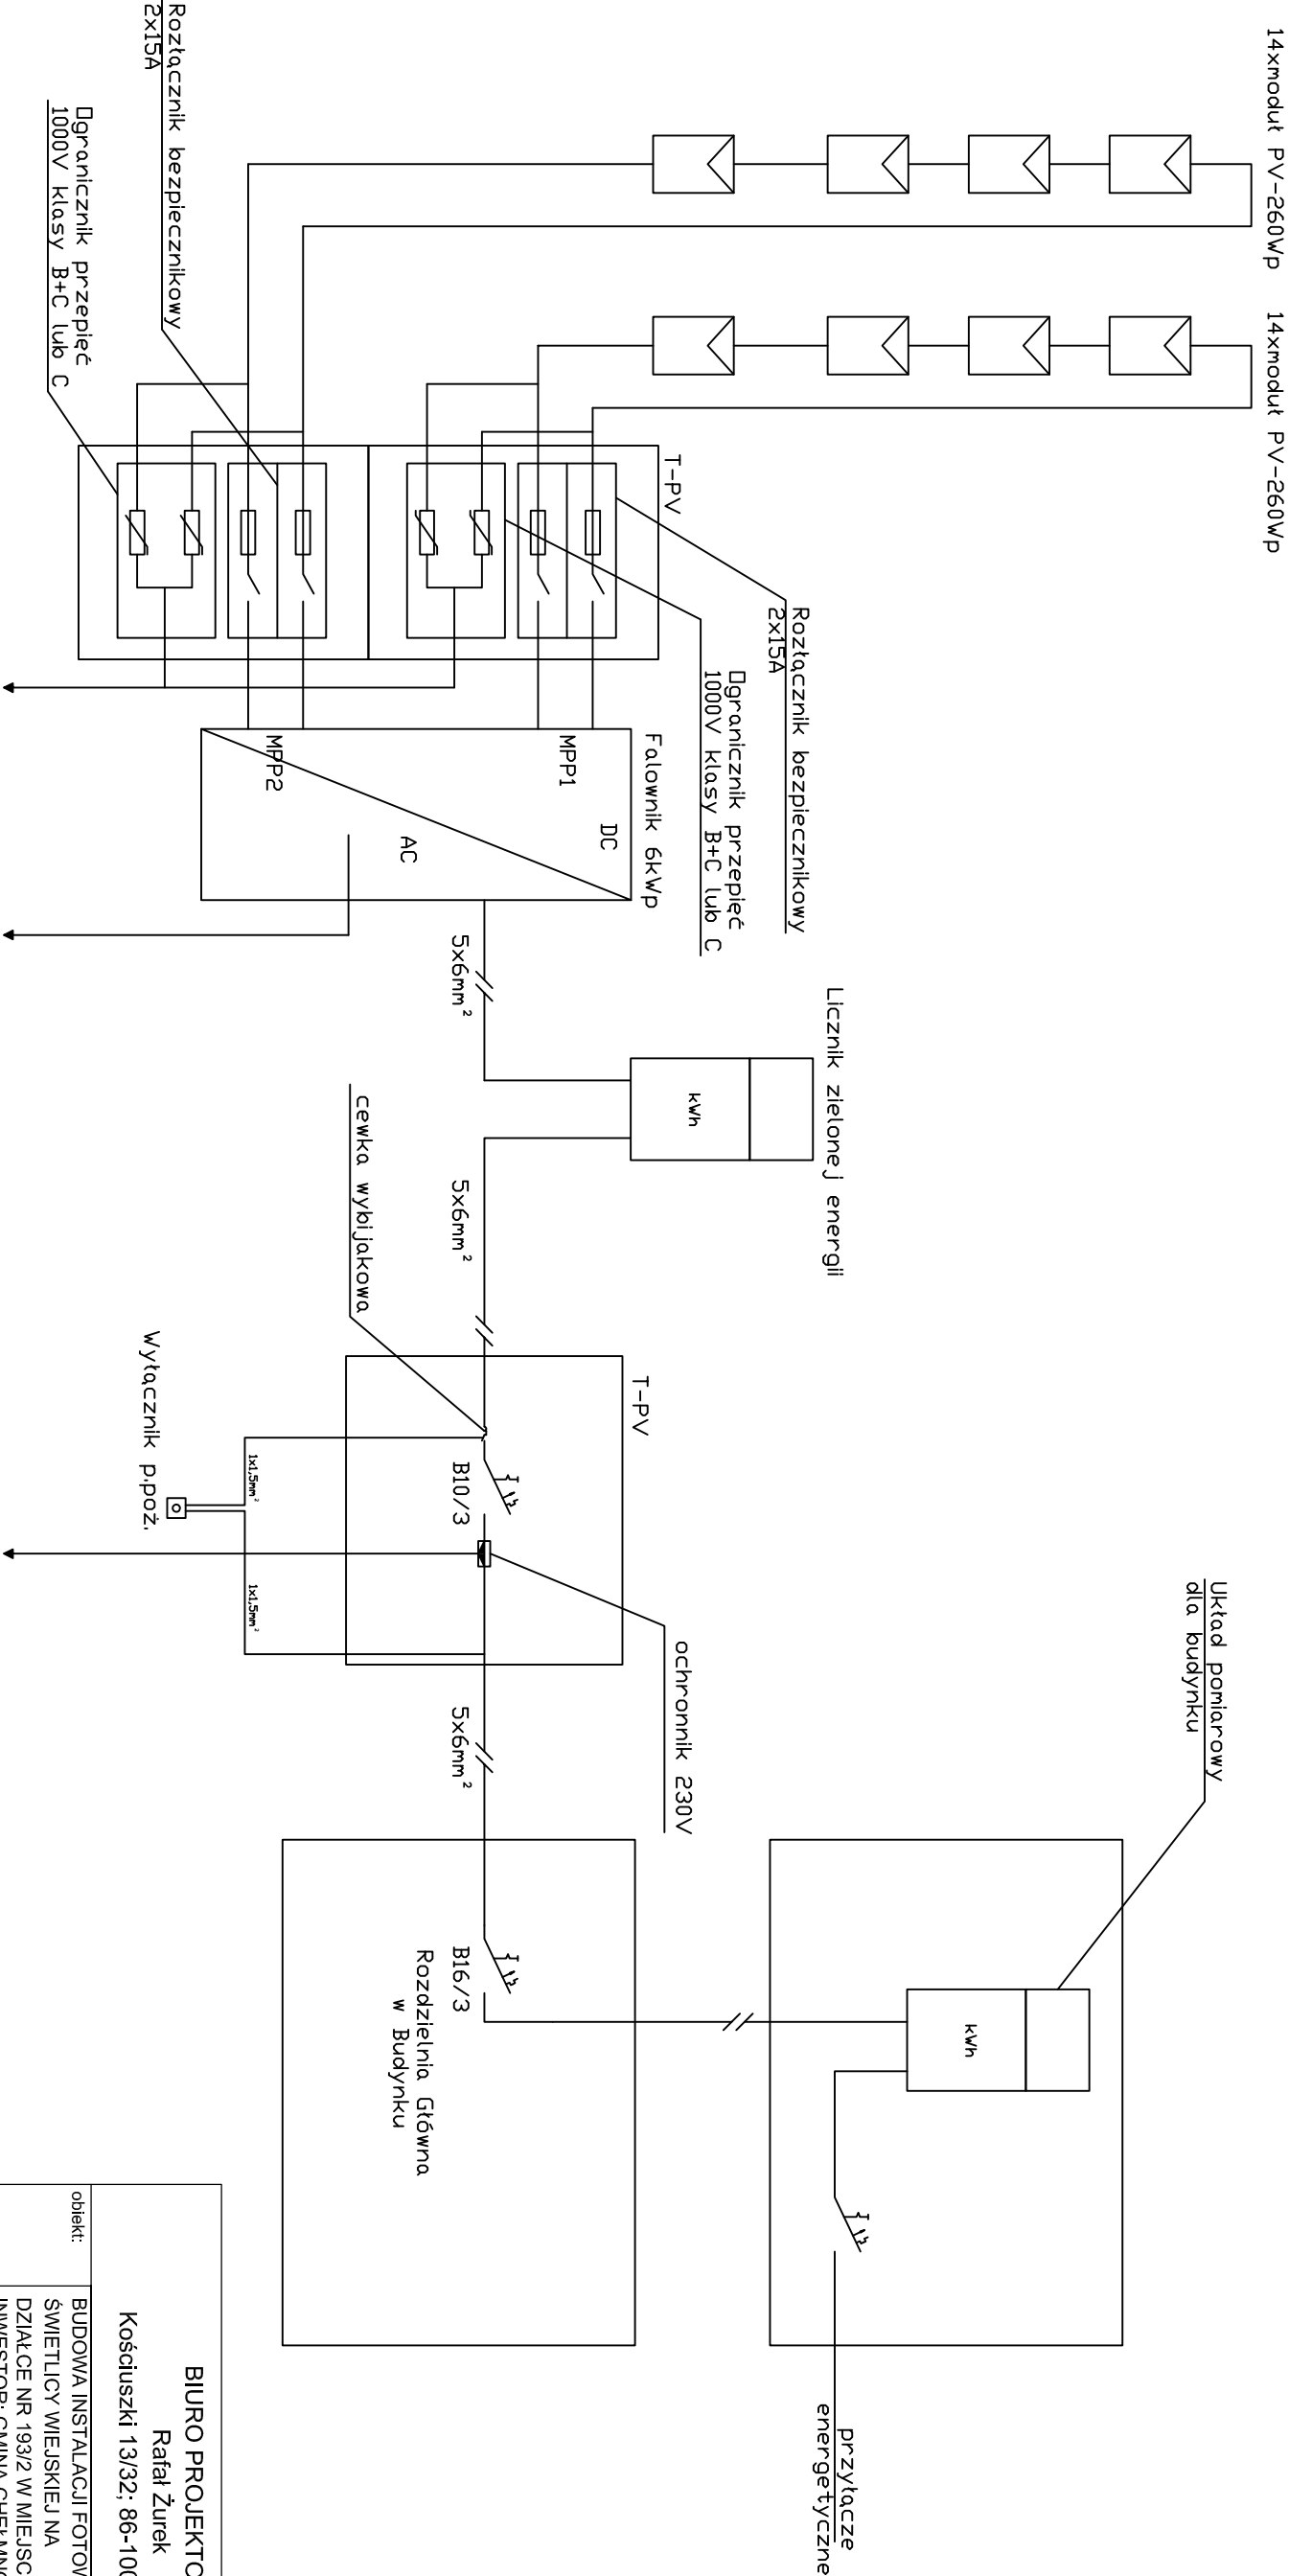 14xmoduł PV-260Wp
14xmoduł PV-260Wp
Rozłącznik bezpiecznikowy
2x15A
Ogranicznik przepięć
1000V klasy B+C lub C
T-PV
Rozłącznik bezpiecznikowy
2x15A
Ogranicznik przepięć
1000V klasy B+C lub C
Falownik 6kWp
MPP1
MPP2
DC
AC
5x6mm²
Licznik zielonej energii
kWh
5x6mm²
cewka wybijakowa
T-PV
B10/3
Wyłącznik p.poż.
1x1,5mm²
1x1,5mm²
ochronnik 230V
5x6mm²
Układ pomiarowy
dla budynku
kWh
B16/3
Rozdzielnia Główna
w Budynku
przyłącze
energetyczne
BIURO PROJEKTO
Rafał Żurek
Kościuszki 13/32; 86-100
obiekt:
BUDOWA INSTALACJI FOTOW
ŚWIETLICY WIEJSKIEJ NA
DZIAŁCE NR 193/2 W MIEJSC
INWESTOR: GMINA CHEŁMNO